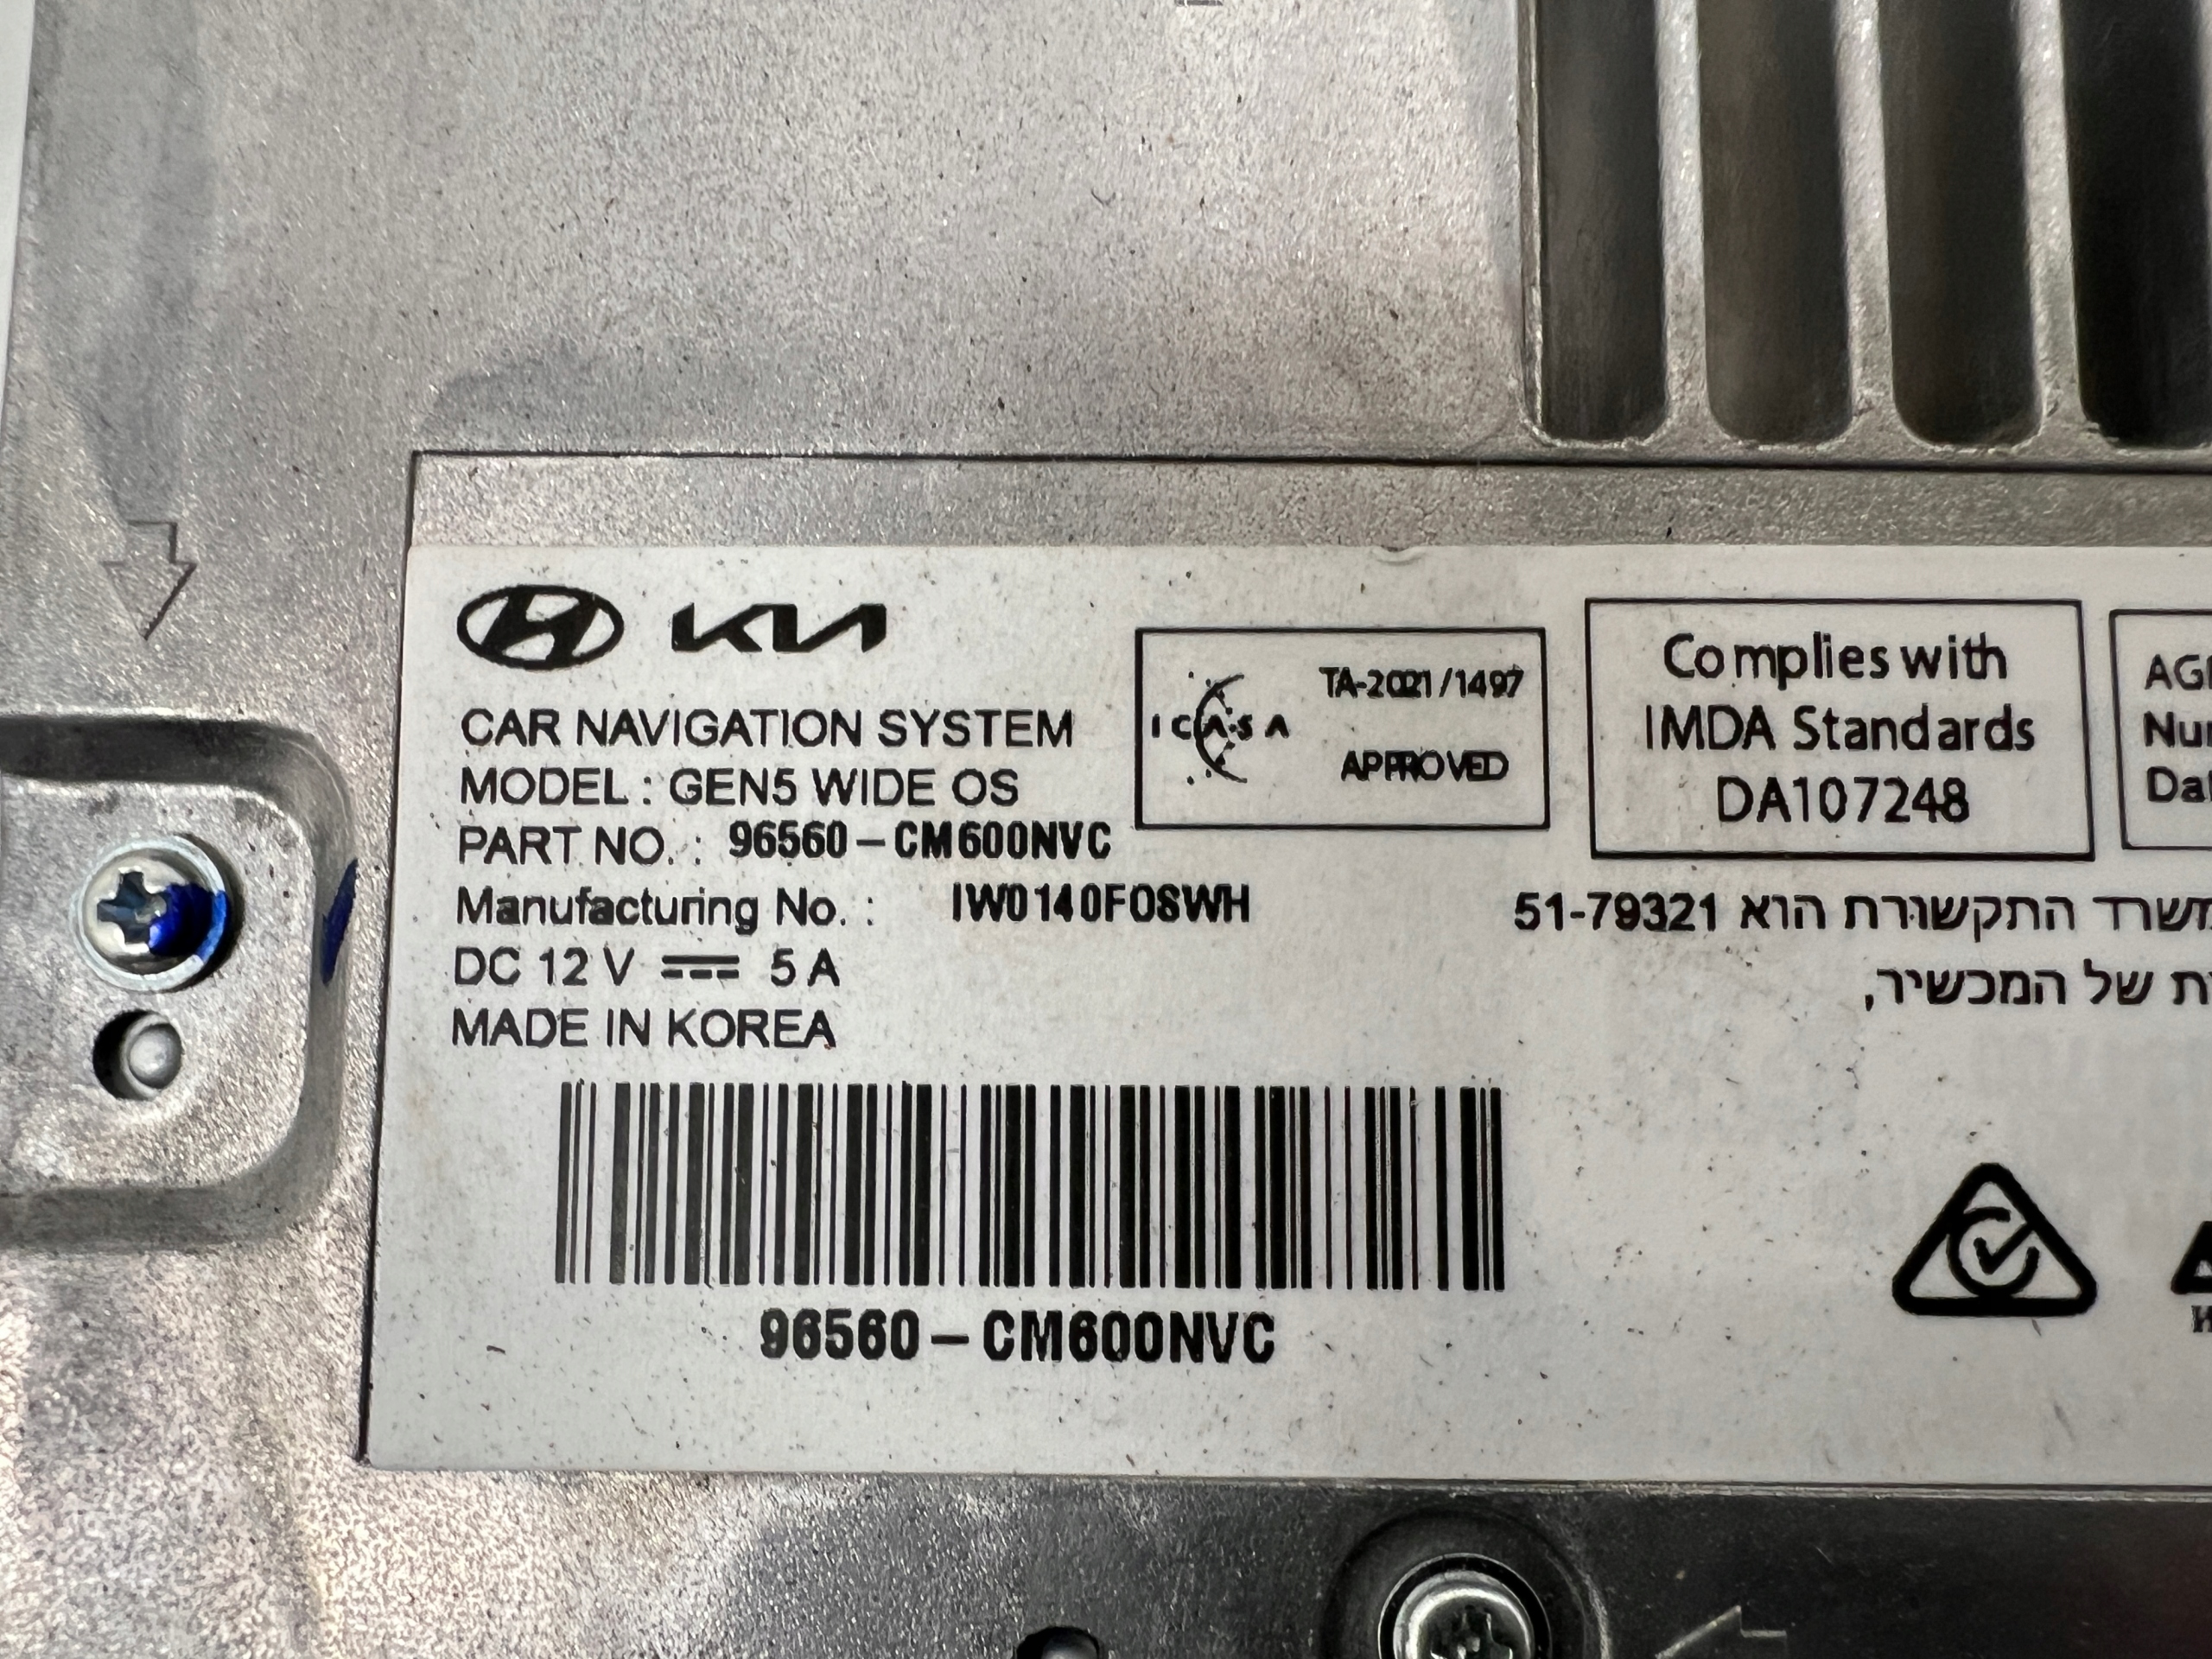 KIA
CAR NAVIGATION SYSTEM
MODEL : GEN5 WIDE OS
PART NO. : 96560-CM600NVC
Manufacturing No. : IW0140FOSWH
DC 12 V ⎓ 5 A
MADE IN KOREA
96560-CM600NVC
ICASA
TA-2021/1497
APPROVED
Complies with
IMDA Standards
DA107248
משרד התקשורת הוא 51-79321
של המכשיר,